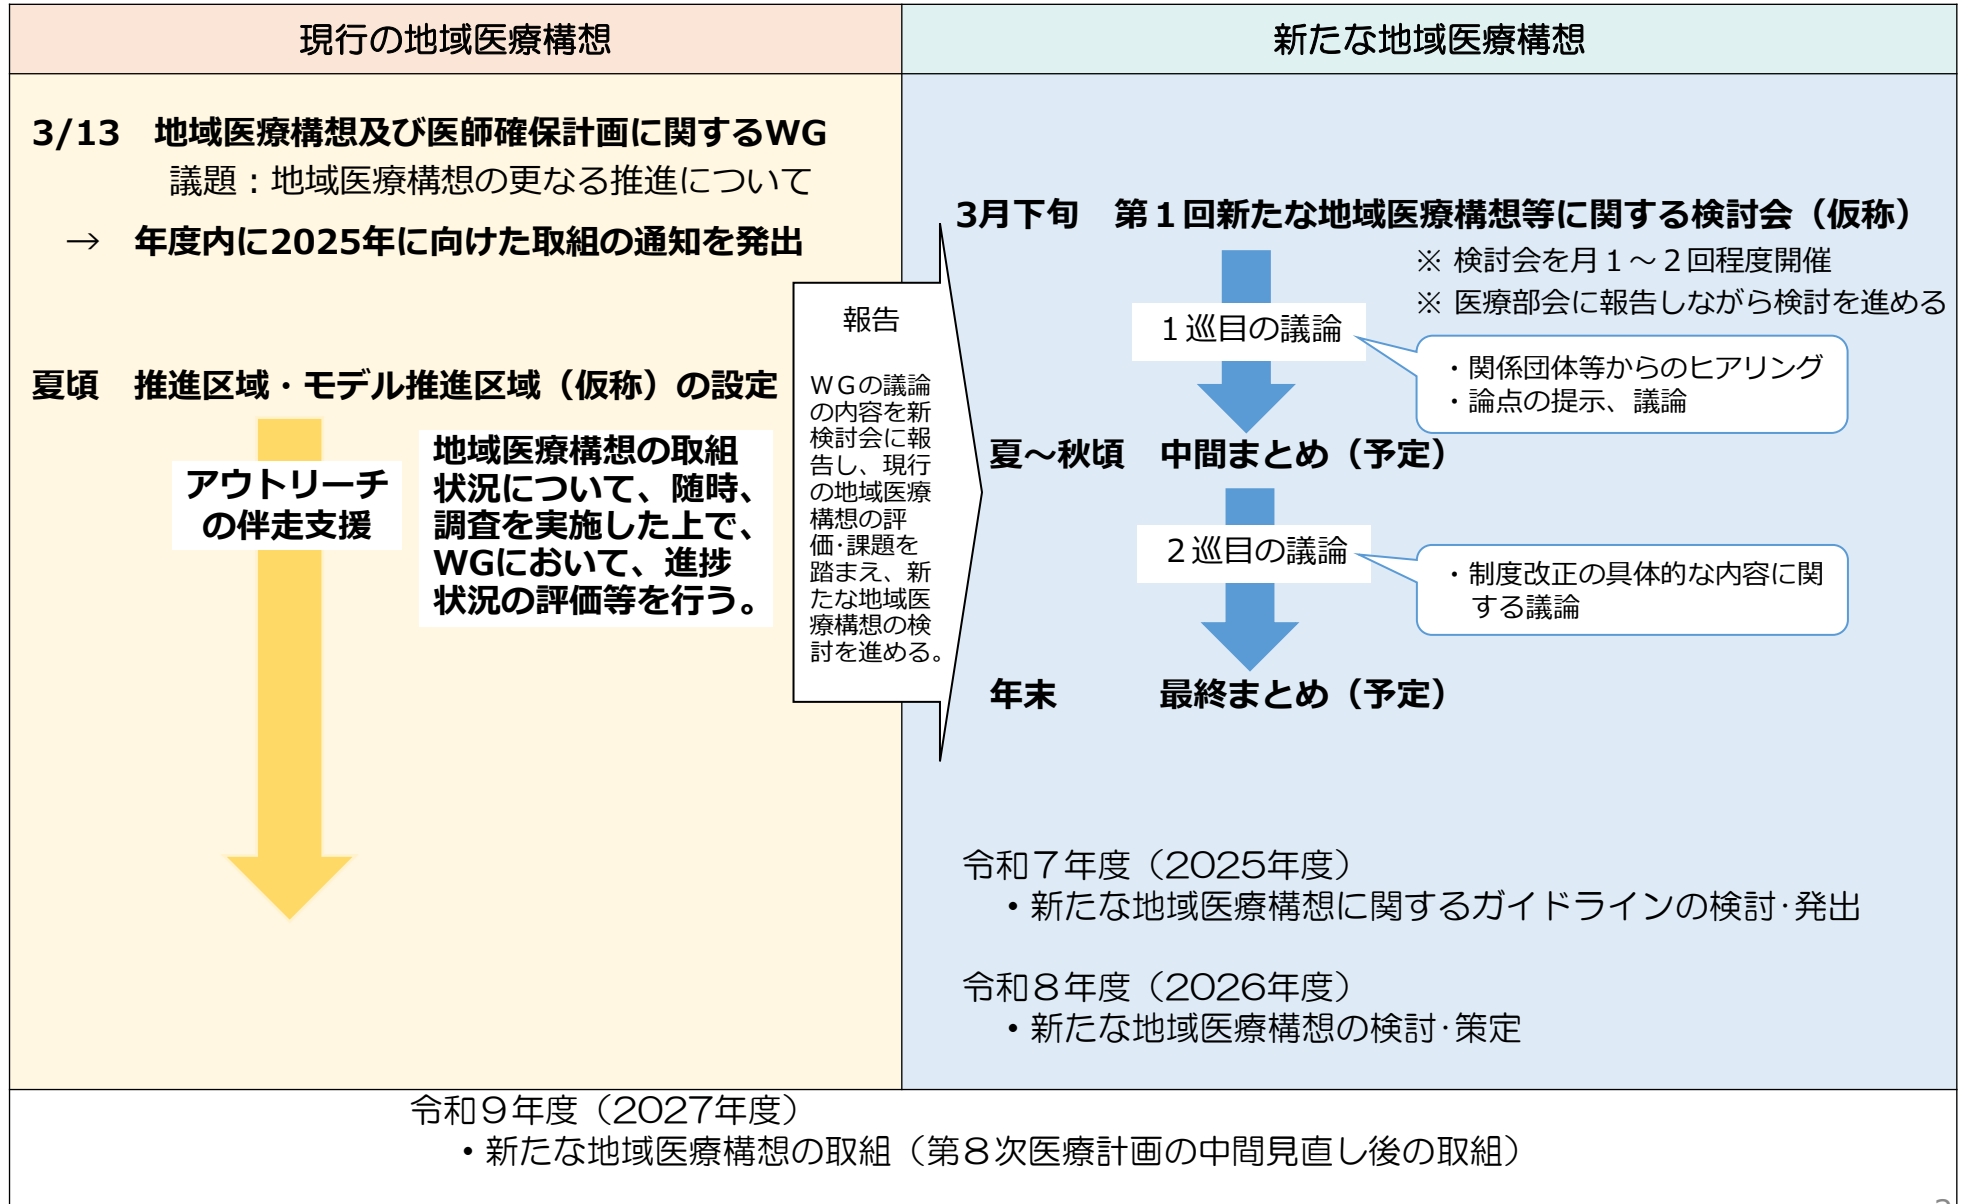 現行の地域医療構想
3/13　地域医療構想及び医師確保計画に関するWG
議題：地域医療構想の更なる推進について
→　年度内に2025年に向けた取組の通知を発出
夏頃　推進区域・モデル推進区域（仮称）の設定
アウトリーチ
の伴走支援
地域医療構想の取組
状況について、随時、
調査を実施した上で、
WGにおいて、進捗
状況の評価等を行う。
報告
ＷＧの議論
の内容を新
検討会に報
告し、現行
の地域医療
構想の評
価･課題を
踏まえ、新
たな地域医
療構想の検
討を進める。
新たな地域医療構想
3月下旬　第１回新たな地域医療構想等に関する検討会（仮称）
※ 検討会を月１～２回程度開催
※ 医療部会に報告しながら検討を進める
１巡目の議論
・関係団体等からのヒアリング
・論点の提示、議論
夏～秋頃　中間まとめ（予定）
２巡目の議論
・制度改正の具体的な内容に関
する議論
年末　　　最終まとめ（予定）
令和７年度（2025年度）
・新たな地域医療構想に関するガイドラインの検討･発出
令和８年度（2026年度）
・新たな地域医療構想の検討･策定
令和９年度（2027年度）
・新たな地域医療構想の取組（第８次医療計画の中間見直し後の取組）